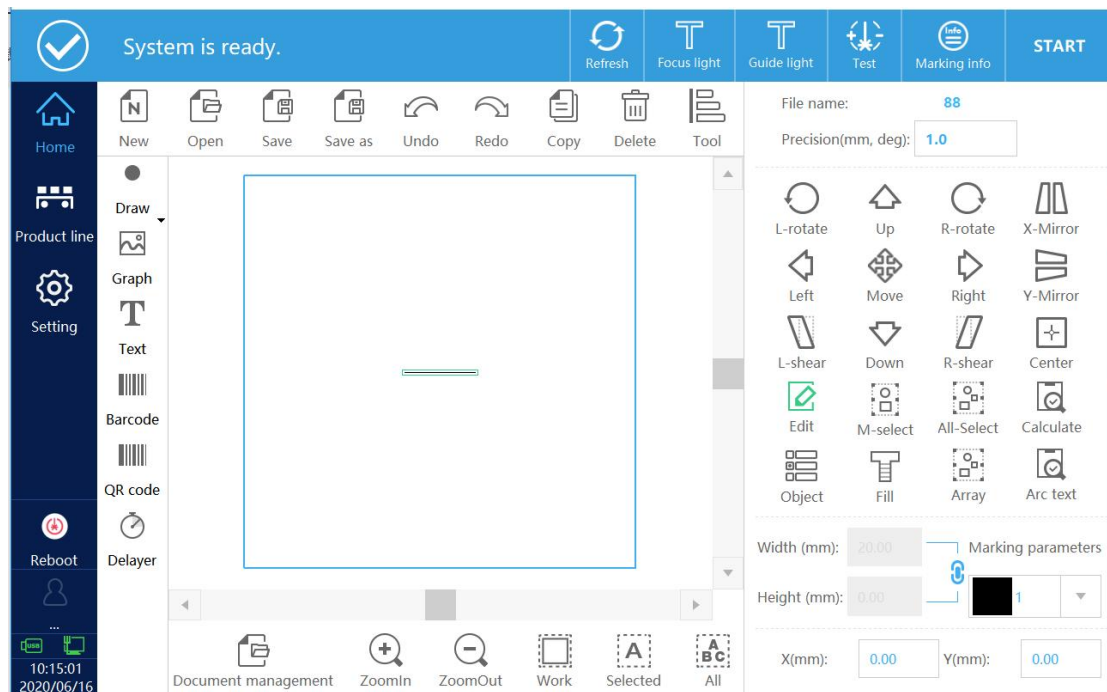 System is ready.
Refresh
Focus light
Guide light
Test
Info
Marking info
START
Home
Product line
Setting
Reboot
...
USB
10:15:01
2020/06/16
N
New
Open
Save
Save as
Undo
Redo
Copy
Delete
Tool
Draw
Graph
T
Text
Barcode
QR code
Delayer
Document management
ZoomIn
ZoomOut
Work
A
Selected
A
B C
All
File name: 88
Precision(mm, deg): 1.0
L-rotate Up R-rotate X-Mirror
Left Move Right Y-Mirror
L-shear Down R-shear Center
Edit M-select All-Select Calculate
Object Fill Array Arc text
Width (mm): 20.00 Marking parameters
Height (mm): 0.00 1
X(mm): 0.00 Y(mm): 0.00